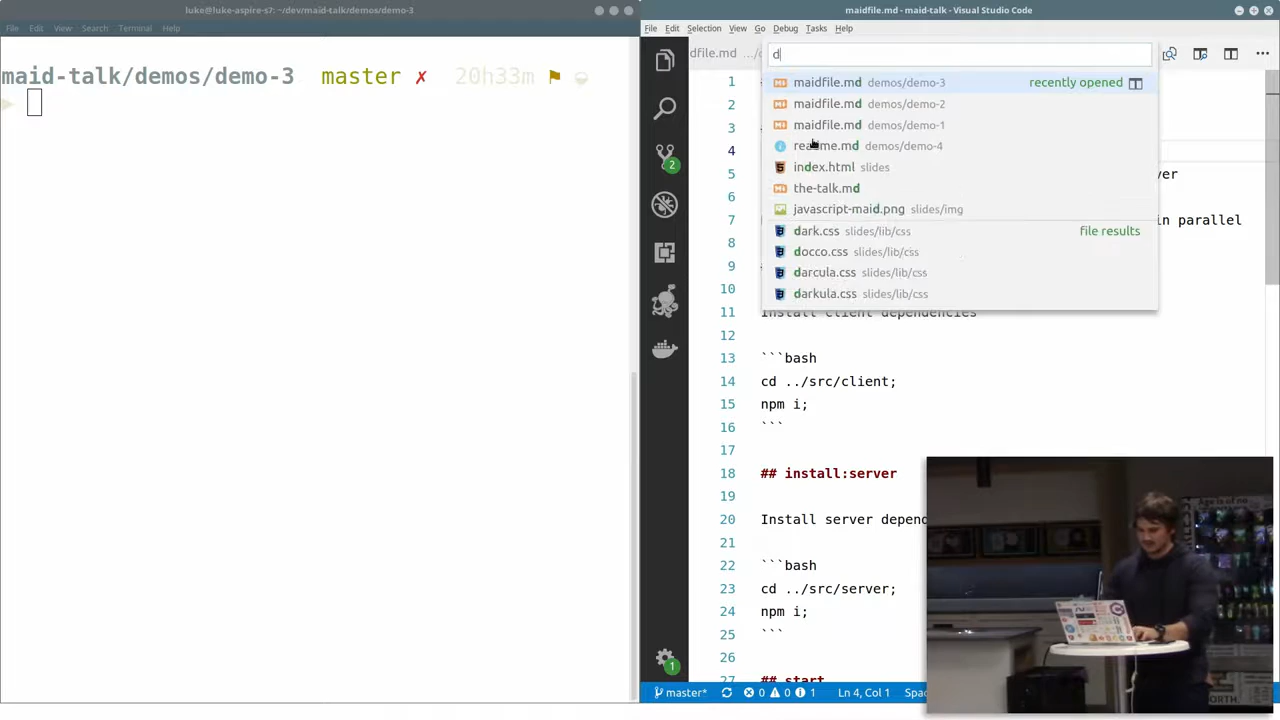 luke@luke-aspire-s7: ~/dev/maid-talk/demos/demo-3
File Edit View Search Terminal Help
maid-talk/demos/demo-3 master ✗ 20h33m ⚑
maidfile.md - maid-talk - Visual Studio Code
File Edit Selection View Go Debug Tasks Help
dfile.md
d
maidfile.md demos/demo-3 recently opened
maidfile.md demos/demo-2
maidfile.md demos/demo-1
readme.md demos/demo-4
index.html slides
the-talk.md
javascript-maid.png slides/img
dark.css slides/lib/css file results
docco.css slides/lib/css
darcula.css slides/lib/css
darkula.css slides/lib/css
1
2
3
4
5 ver
6
7 in parallel
8
9
10
11 Install client dependencies
12
13 ```bash
14 cd ../src/client;
15 npm i;
16 ```
17
18 ## install:server
19
20 Install server depend
21
22 ```bash
23 cd ../src/server;
24 npm i;
25 ```
26
27 ## start
2
1
master* 0 0 1 Ln 4, Col 1 Spac